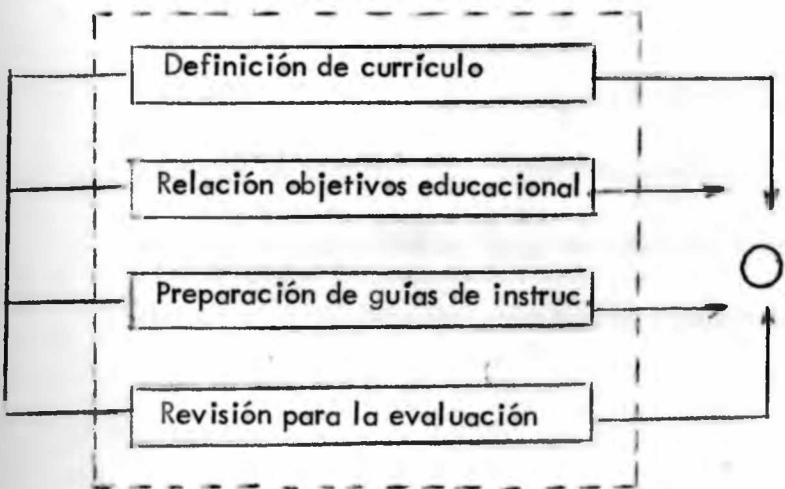 Definición de currículo
Relación objetivos educacional
Preparación de guías de instruc.
Revisión para la evaluación